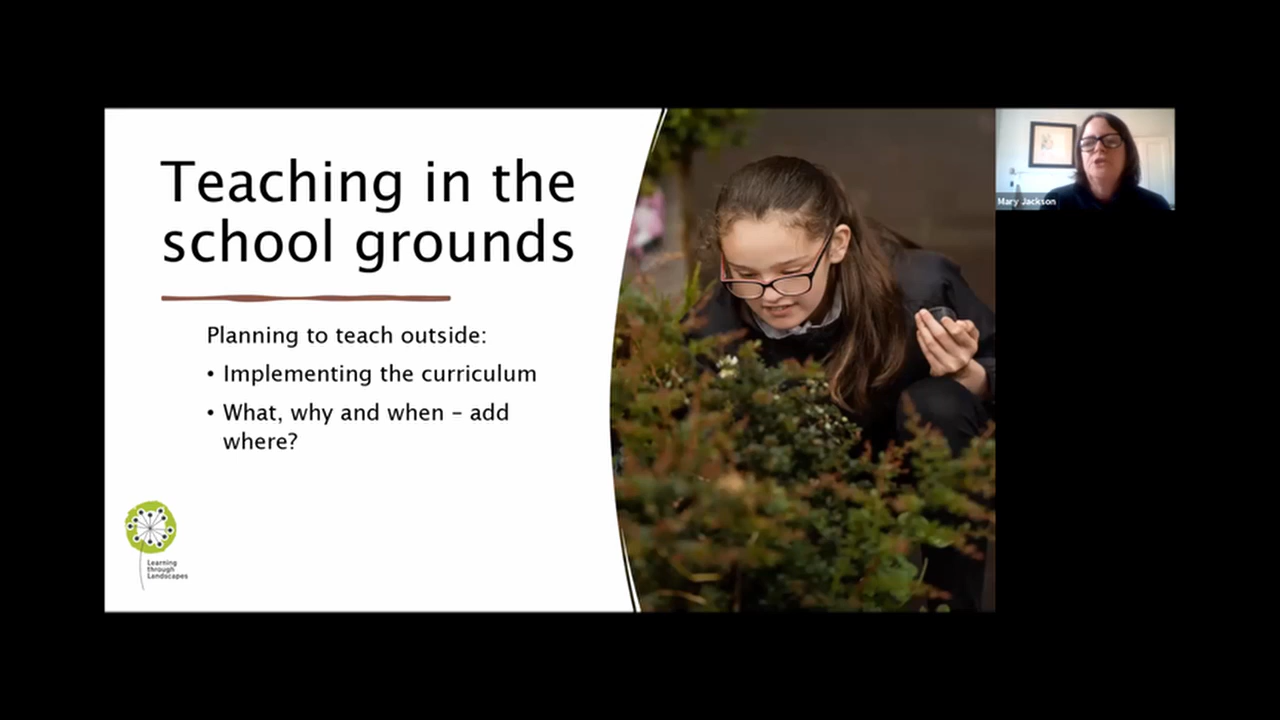 Teaching in the
school grounds
Planning to teach outside:
• Implementing the curriculum
• What, why and when – add
where?
Learning
through
Landscapes
Mary Jackson